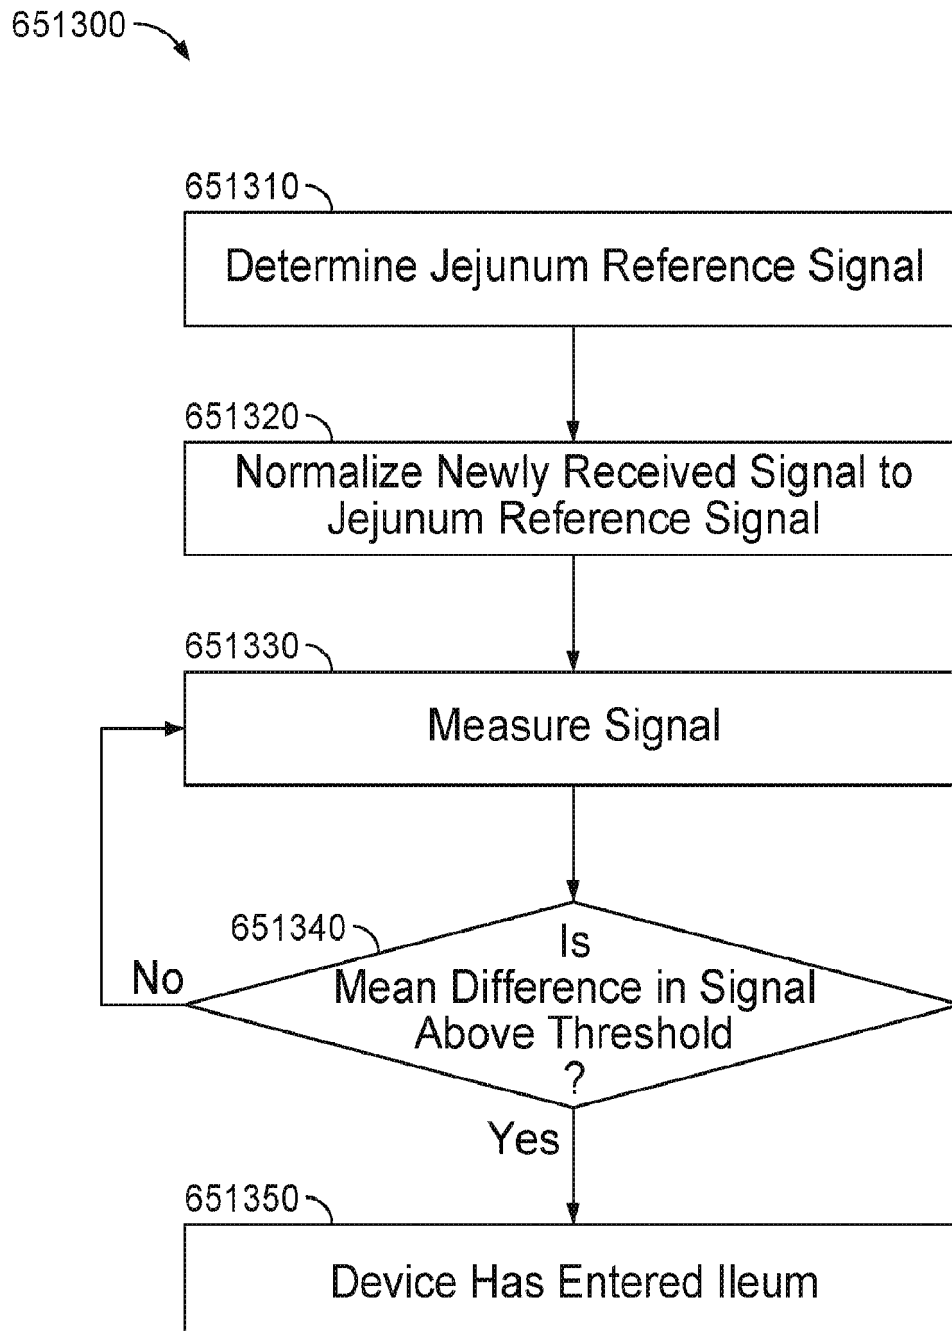 651300
651310
Determine Jejunum Reference Signal
651320
Normalize Newly Received Signal to
Jejunum Reference Signal
651330
Measure Signal
651340
Is
Mean Difference in Signal
Above Threshold
?
No
Yes
651350
Device Has Entered Ileum